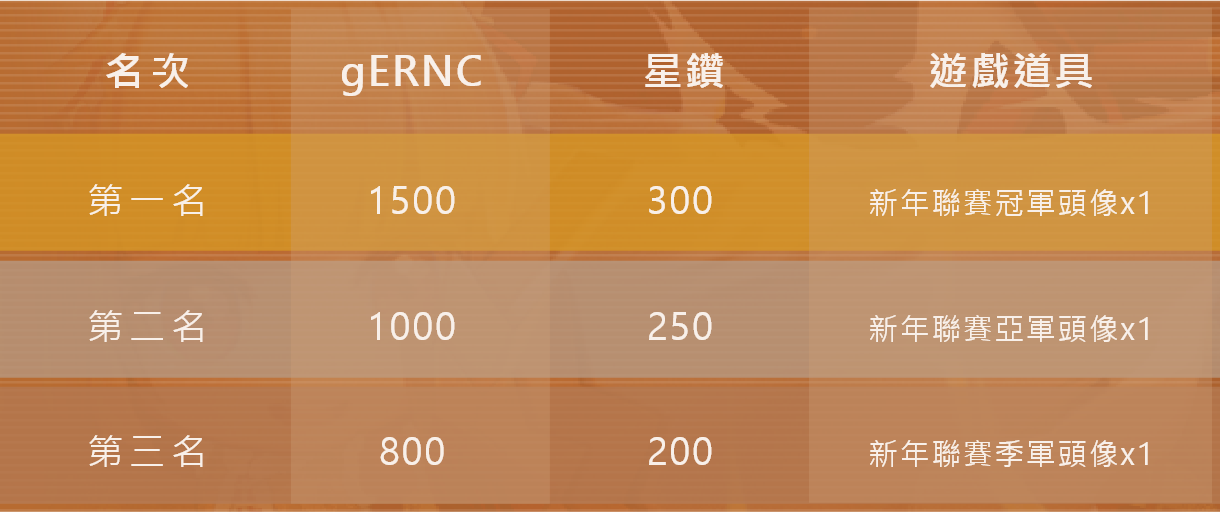 名次 gERNC 星鑽 遊戲道具
第一名 1500 300 新年聯賽冠軍頭像x1
第二名 1000 250 新年聯賽亞軍頭像x1
第三名 800 200 新年聯賽季軍頭像x1